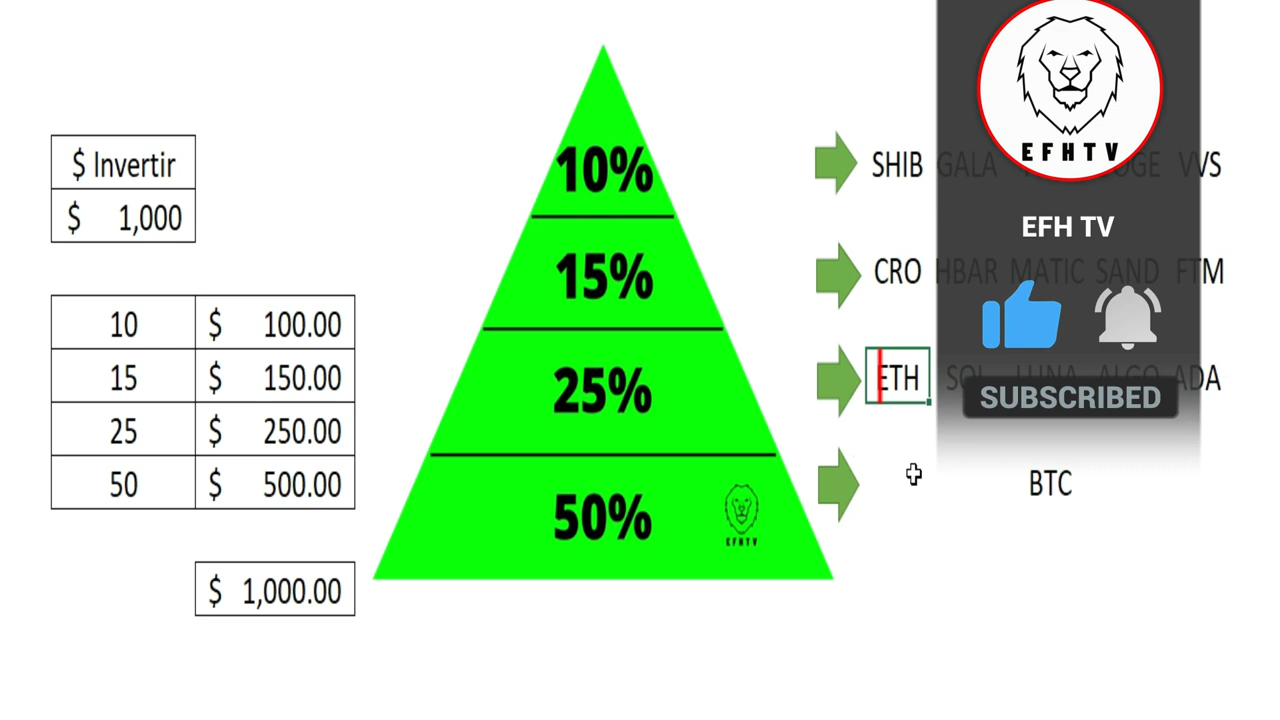 $ Invertir
$ 1,000
10 $ 100.00
15 $ 150.00
25 $ 250.00
50 $ 500.00
$ 1,000.00
10%
15%
25%
50%
EFHTV
SHIB GALA VVS
CRO HBAR MATIC SAND FTM
ETH SOL LUNA ALGO ADA
BTC
EFHTV
EFH TV
SUBSCRIBED